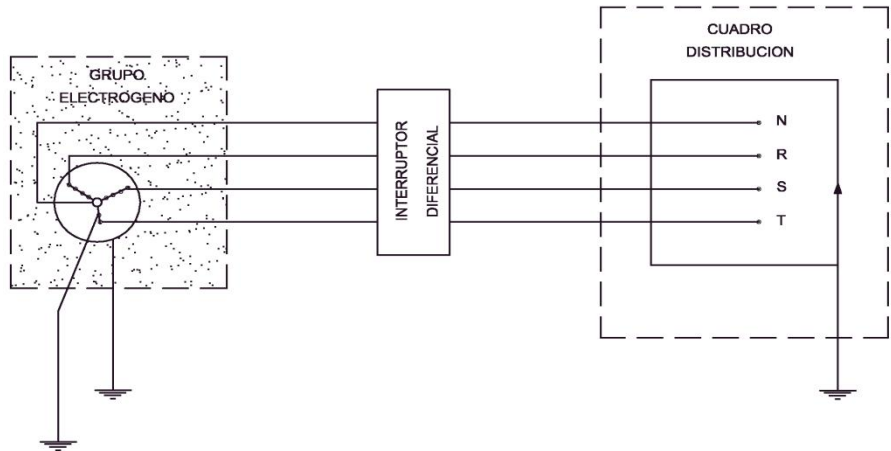 GRUPO
ELECTROGENO
INTERRUPTOR
DIFERENCIAL
CUADRO
DISTRIBUCION
N
R
S
T